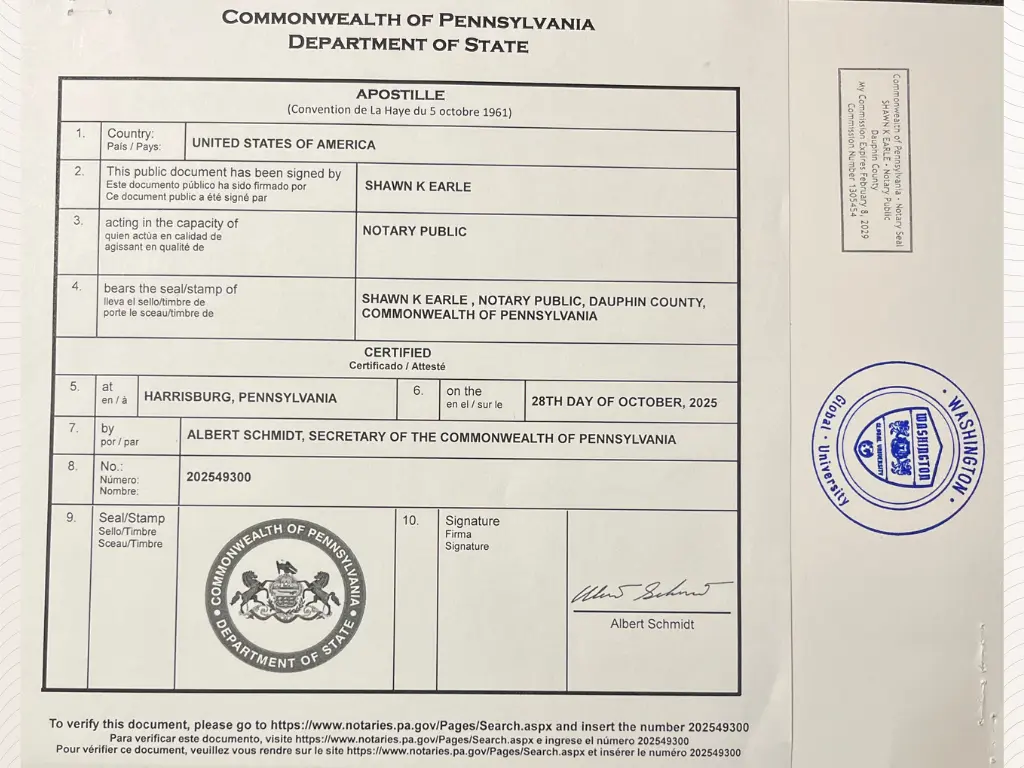 COMMONWEALTH OF PENNSYLVANIA
DEPARTMENT OF STATE
APOSTILLE
(Convention de La Haye du 5 octobre 1961)
1.
Country:
País / Pays:
UNITED STATES OF AMERICA
2.
This public document has been signed by
Este documento público ha sido firmado por
Ce document public a été signé par
SHAWN K EARLE
3.
acting in the capacity of
quien actúa en calidad de
agissant en qualité de
NOTARY PUBLIC
4.
bears the seal/stamp of
lleva el sello/timbre de
porte le sceau/timbre de
SHAWN K EARLE , NOTARY PUBLIC, DAUPHIN COUNTY,
COMMONWEALTH OF PENNSYLVANIA
CERTIFIED
Certificado / Attesté
5.
at
en / à
HARRISBURG, PENNSYLVANIA
6.
on the
en el / sur le
28TH DAY OF OCTOBER, 2025
7.
by
por / par
ALBERT SCHMIDT, SECRETARY OF THE COMMONWEALTH OF PENNSYLVANIA
8.
No.:
Número:
Nombre:
202549300
9.
Seal/Stamp
Sello/Timbre
Sceau/Timbre
COMMONWEALTH OF PENNSYLVANIA
DEPARTMENT OF STATE
10.
Signature
Firma
Signature
Albert Schmidt
To verify this document, please go to https://www.notaries.pa.gov/Pages/Search.aspx and insert the number 202549300
Para verificar este documento, visite https://www.notaries.pa.gov/Pages/Search.aspx e ingrese el número 202549300
Pour vérifier ce document, veuillez vous rendre sur le site https://www.notaries.pa.gov/Pages/Search.aspx et insérer le numéro 202549300
Commonwealth of Pennsylvania - Notary Seal
SHAWN K EARLE - Notary Public
Dauphin County
My Commission Expires February 8, 2029
Commission Number 1305454
WASHINGTON
Global · University
WASHINGTON
GLOBAL UNIVERSITY